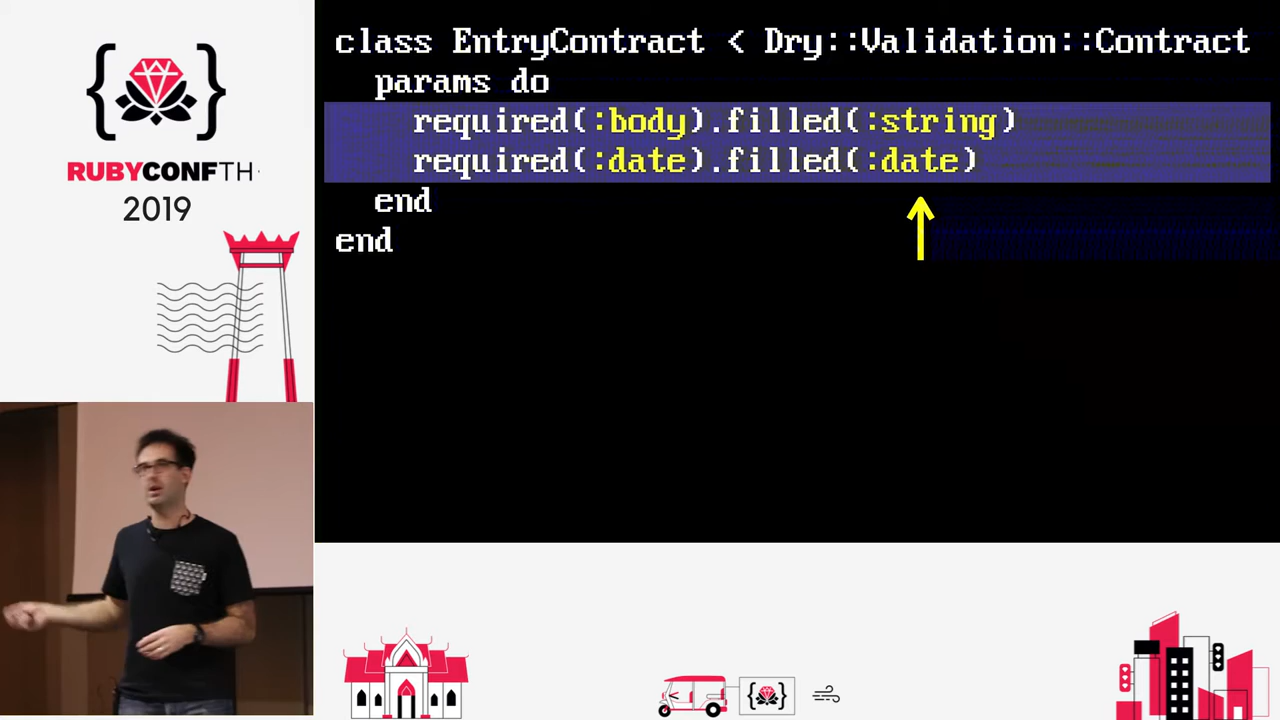 RUBYCONFTH
2019
class EntryContract < Dry::Validation::Contract
  params do
    required(:body).filled(:string)
    required(:date).filled(:date)
  end
end